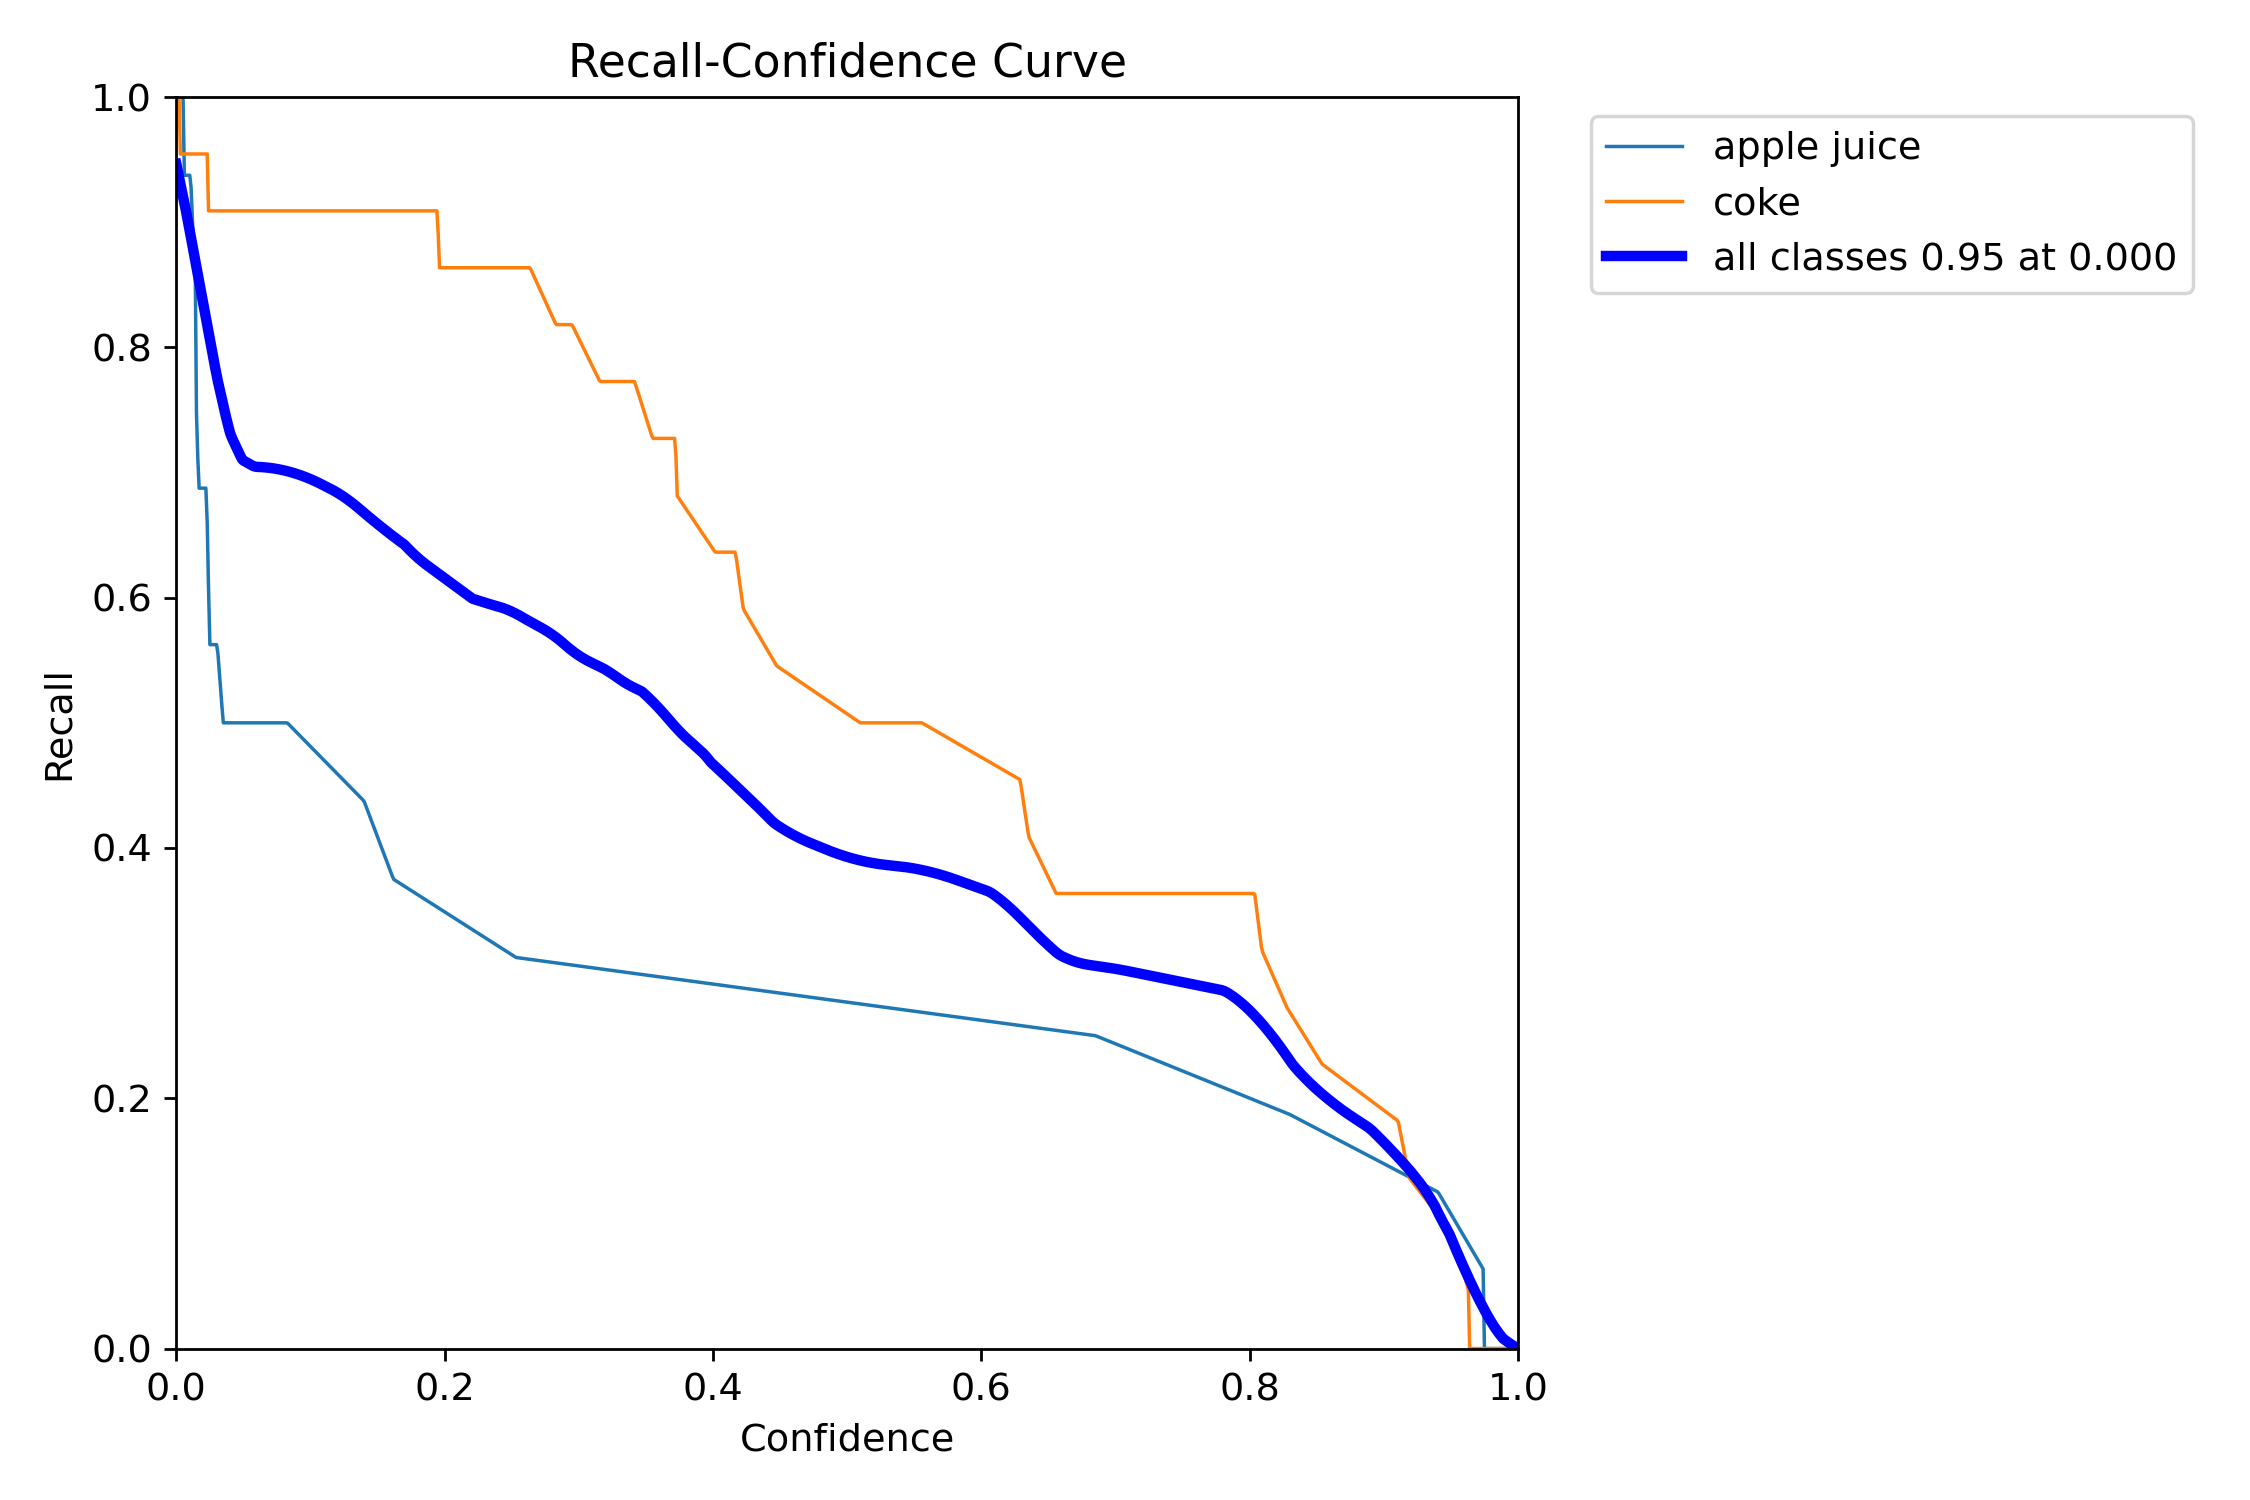 Recall-Confidence Curve
1.0
0.8
0.6
0.4
0.2
0.0
Recall
0.0 0.2 0.4 0.6 0.8 1.0
Confidence
apple juice
coke
all classes 0.95 at 0.000